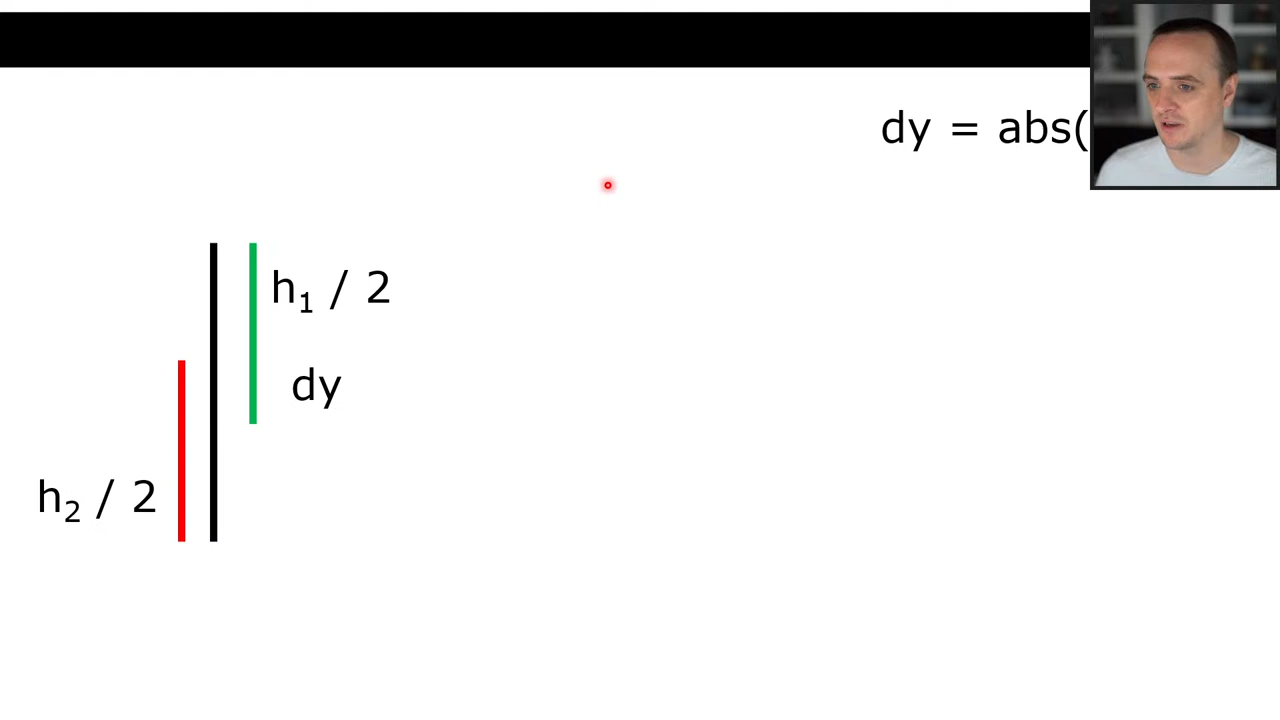 dy = abs(
h₁ / 2
dy
h₂ / 2